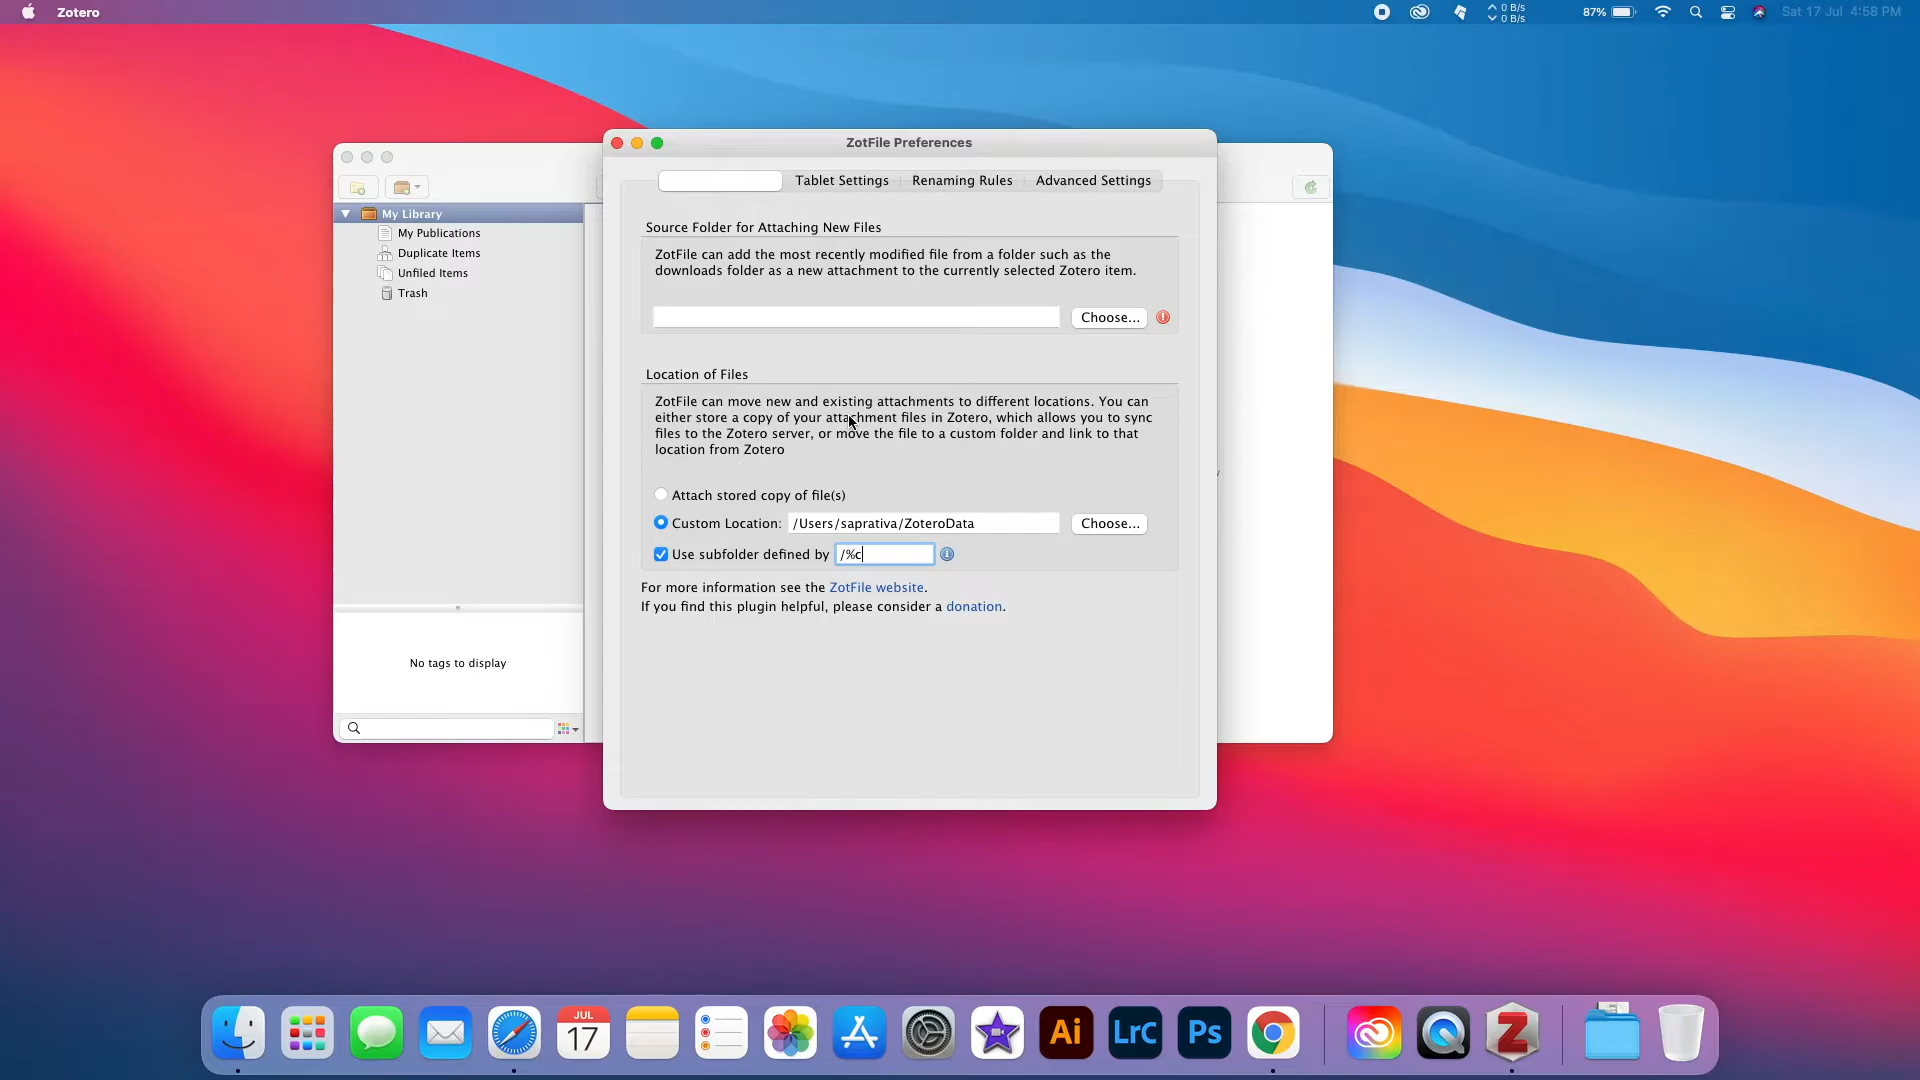 Zotero
0 B/s
0 B/s
87%
Sat 17 Jul 4:58 PM
ZotFile Preferences
Tablet Settings
Renaming Rules
Advanced Settings
My Library
My Publications
Duplicate Items
Unfiled Items
Trash
No tags to display
Source Folder for Attaching New Files
ZotFile can add the most recently modified file from a folder such as the
downloads folder as a new attachment to the currently selected Zotero item.
Choose...
Location of Files
ZotFile can move new and existing attachments to different locations. You can
either store a copy of your attachment files in Zotero, which allows you to sync
files to the Zotero server, or move the file to a custom folder and link to that
location from Zotero
Attach stored copy of file(s)
Custom Location: /Users/saprativa/ZoteroData Choose...
Use subfolder defined by /%c
For more information see the ZotFile website.
If you find this plugin helpful, please consider a donation.
JUL
17
Ai
LrC
Ps
Z